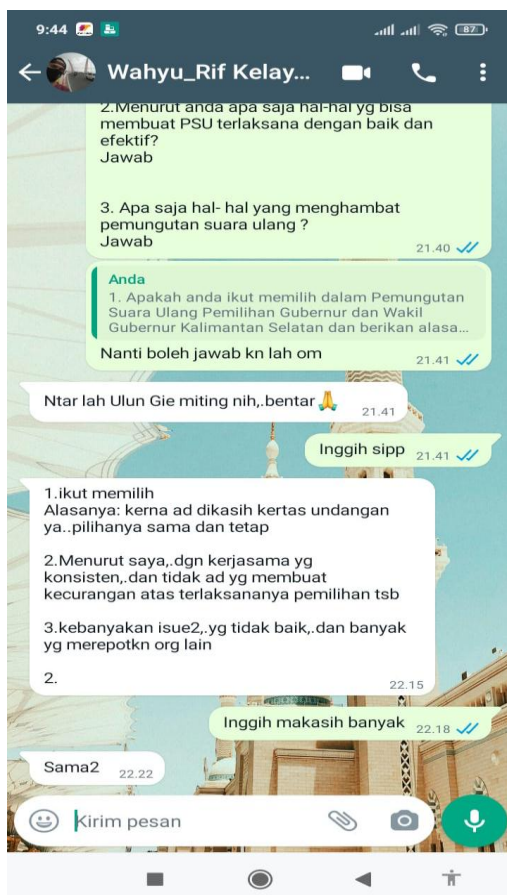 9:44
87
Wahyu_Rif Kelay...
2.Menurut anda apa saja hal-hal yg bisa
membuat PSU terlaksana dengan baik dan
efektif?
Jawab
3. Apa saja hal- hal yang menghambat
pemungutan suara ulang ?
Jawab
21.40
Anda
1. Apakah anda ikut memilih dalam Pemungutan
Suara Ulang Pemilihan Gubernur dan Wakil
Gubernur Kalimantan Selatan dan berikan alasa...
Nanti boleh jawab kn lah om
21.41
Ntar lah Ulun Gie miting nih,.bentar🙏
21.41
Inggih sipp
21.41
1.ikut memilih
Alasanya: kerna ad dikasih kertas undangan
ya..pilihanya sama dan tetap
2.Menurut saya,.dgn kerjasama yg
konsisten,.dan tidak ad yg membuat
kecurangan atas terlaksananya pemilihan tsb
3.kebanyakan isue2,.yg tidak baik,.dan banyak
yg merepotkn org lain
2.
22.15
Inggih makasih banyak
22.18
Sama2
22.22
Kirim pesan